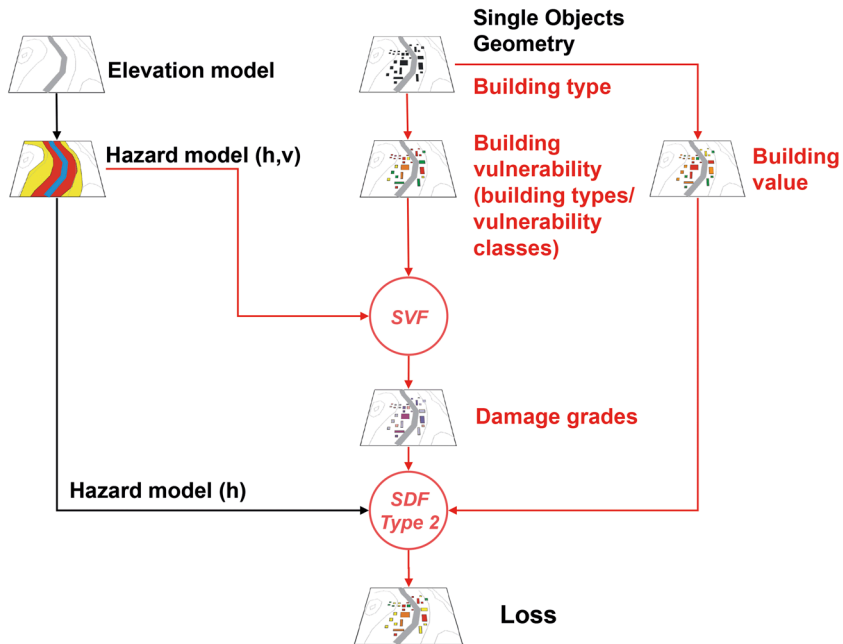 Single Objects
Geometry
Elevation model
Building type
Hazard model (h,v)
Building
vulnerability
(building types/
vulnerability
classes)
Building
value
SVF
Damage grades
Hazard model (h)
SDF
Type 2
Loss